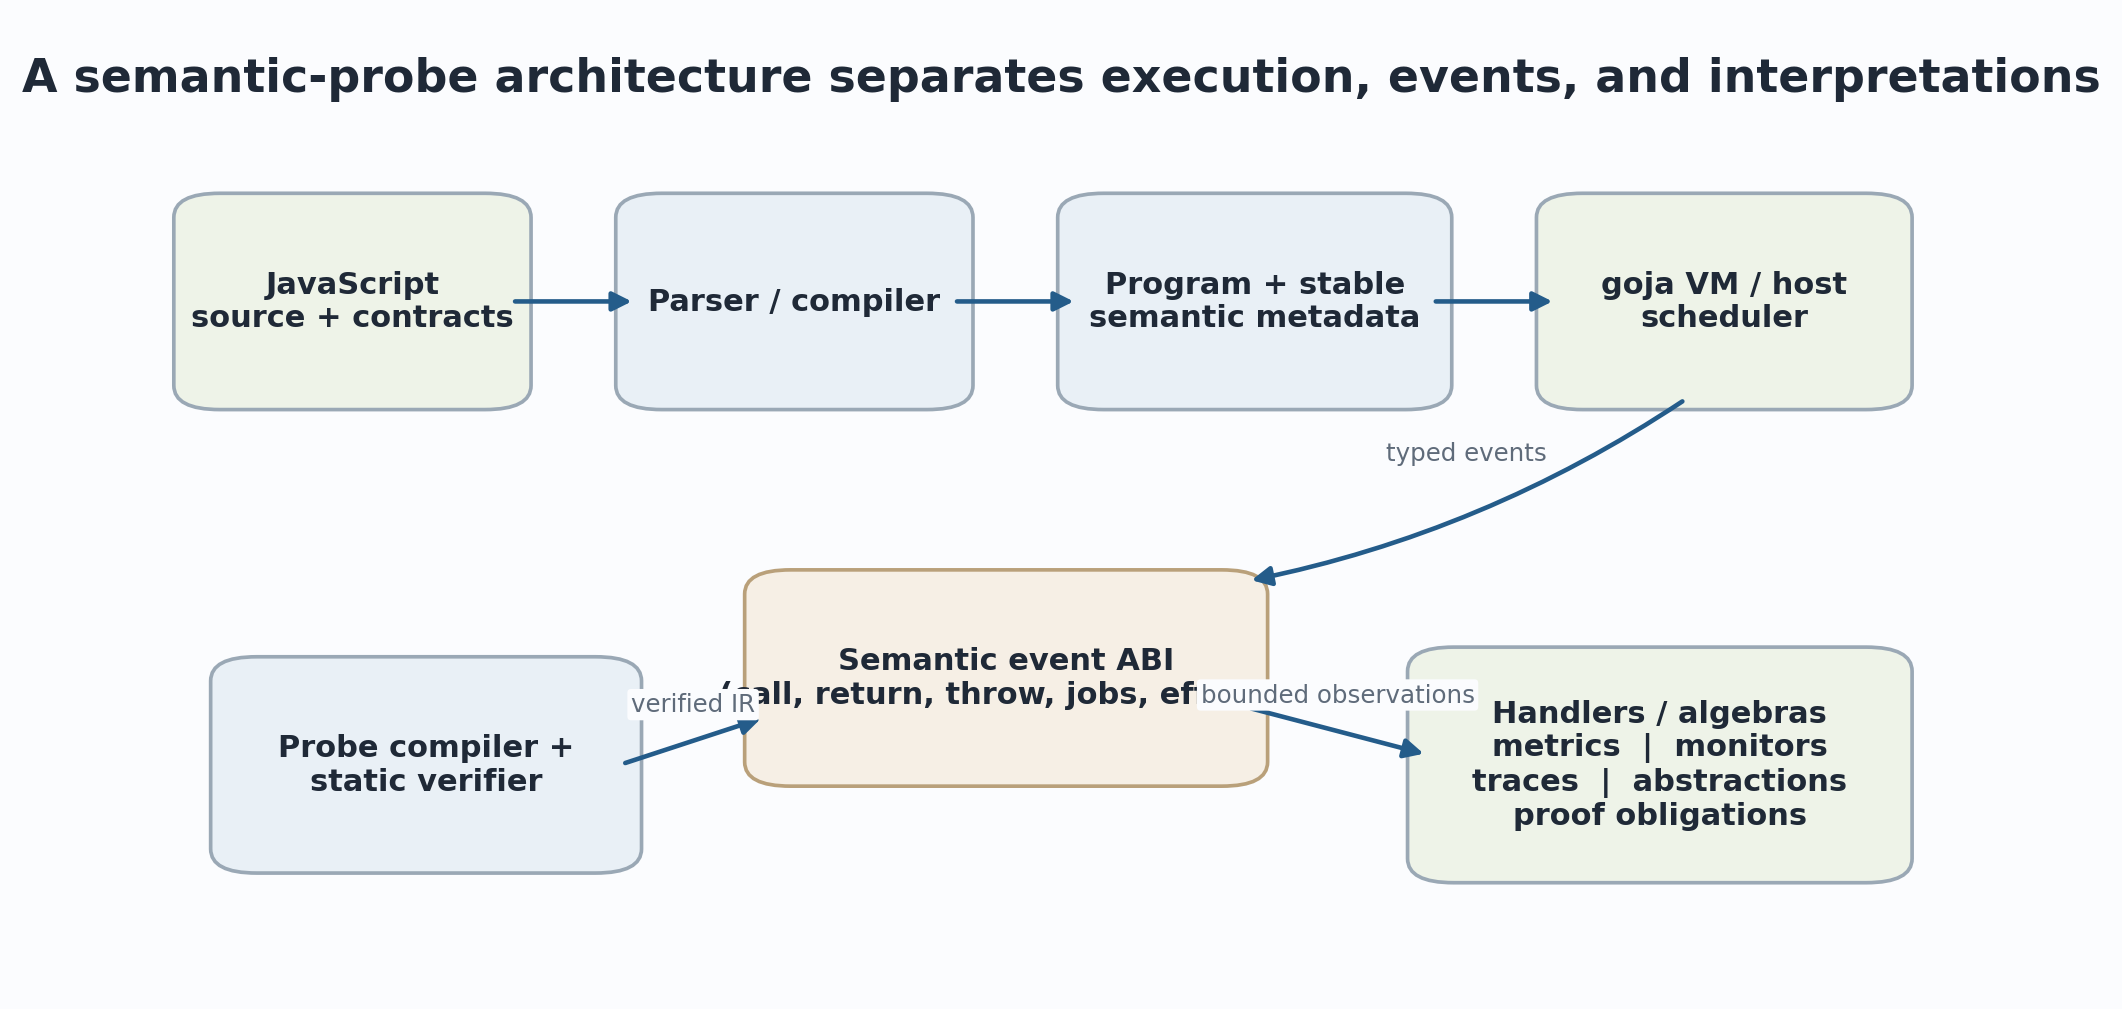 A semantic-probe architecture separates execution, events, and interpretations
JavaScript
source + contracts
Parser / compiler
Program + stable
semantic metadata
goja VM / host
scheduler
typed events
Semantic event ABI
call, return, throw, jobs,
verified IR
bounded observations
Probe compiler +
static verifier
Handlers / algebras
metrics | monitors
traces | abstractions
proof obligations